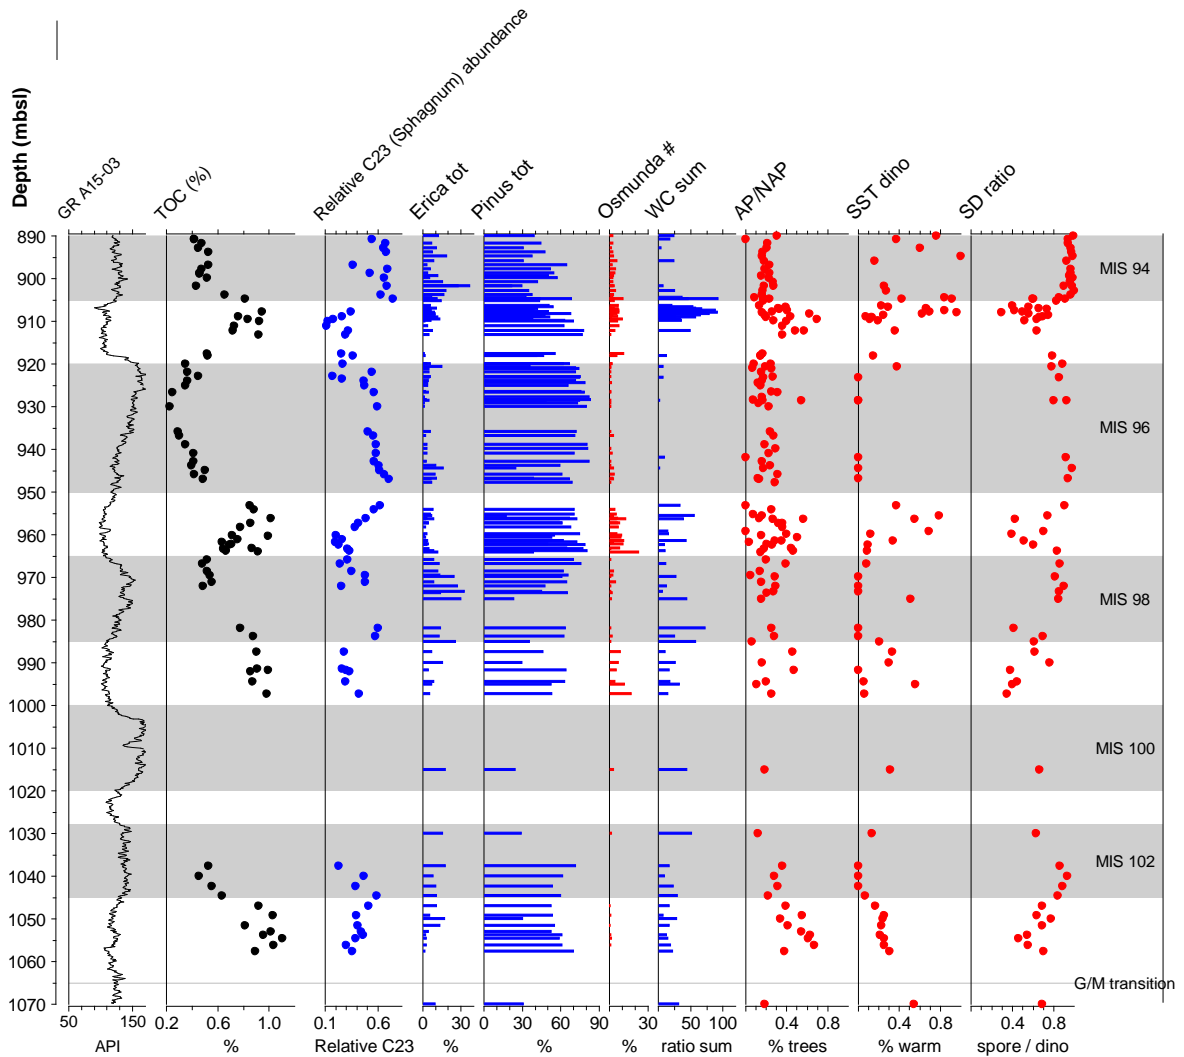 Depth (mbsl)
GR A15-03
TOC (%)
Relative C23 (Sphagnum) abundance
Erica tot
Pinus tot
Osmunda #
WC sum
AP/NAP
SST dino
SD ratio
890
900
910
920
930
940
950
960
970
980
990
1000
1010
1020
1030
1040
1050
1060
1070
MIS 94
MIS 96
MIS 98
MIS 100
MIS 102
G/M transition
50 150
0.2 0.6 1.0
0.1 0.6
0 30
0 30 60 90
0 30
50 100
0.4 0.8
0.4 0.8
0.4 0.8
API
%
Relative C23
%
%
%
ratio sum
% trees
% warm
spore / dino